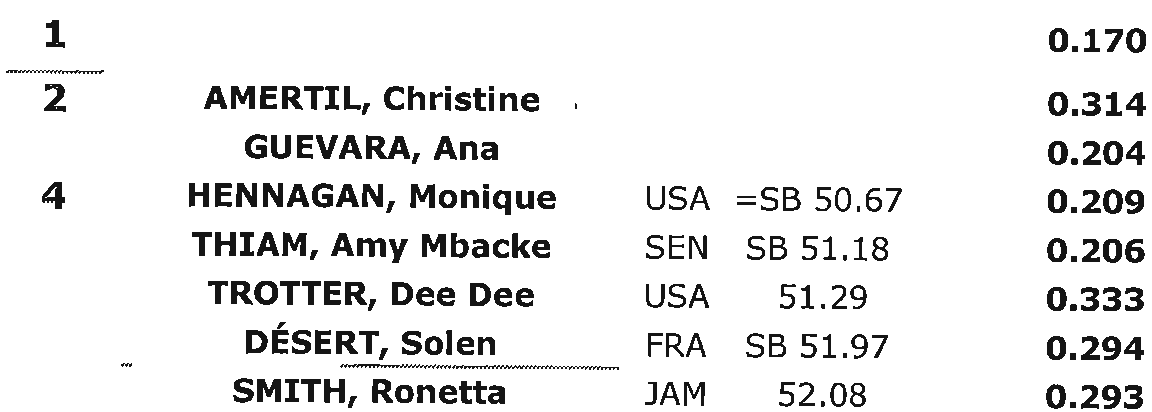 1 0.170
2 AMERTIL, Christine 0.314
GUEVARA, Ana 0.204
4 HENNAGAN, Monique USA =SB 50.67 0.209
THIAM, Amy Mbacke SEN SB 51.18 0.206
TROTTER, Dee Dee USA 51.29 0.333
DÉSERT, Solen FRA SB 51.97 0.294
SMITH, Ronetta JAM 52.08 0.293